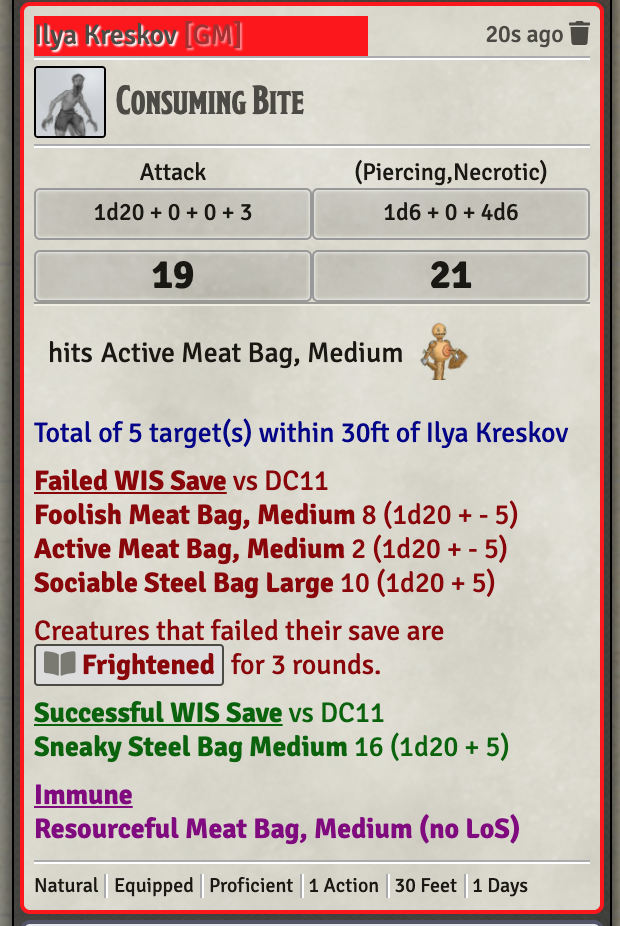 Ilya Kreskov [GM] 20s ago
Consuming Bite
Attack (Piercing,Necrotic)
1d20 + 0 + 0 + 3 1d6 + 0 + 4d6
19 21
hits Active Meat Bag, Medium
Total of 5 target(s) within 30ft of Ilya Kreskov
Failed WIS Save vs DC11
Foolish Meat Bag, Medium 8 (1d20 + - 5)
Active Meat Bag, Medium 2 (1d20 + - 5)
Sociable Steel Bag Large 10 (1d20 + 5)
Creatures that failed their save are
Frightened for 3 rounds.
Successful WIS Save vs DC11
Sneaky Steel Bag Medium 16 (1d20 + 5)
Immune
Resourceful Meat Bag, Medium (no LoS)
Natural Equipped Proficient 1 Action 30 Feet 1 Days